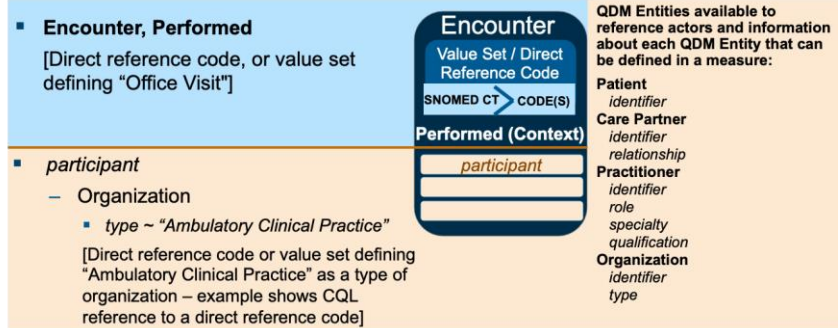 ▪ Encounter, Performed
[Direct reference code, or value set
defining “Office Visit"]
▪ participant
– Organization
▪ type ~ “Ambulatory Clinical Practice”
[Direct reference code or value set defining
“Ambulatory Clinical Practice” as a type of
organization – example shows CQL
reference to a direct reference code]
Encounter
Value Set / Direct
Reference Code
SNOMED CT CODE(S)
Performed (Context)
participant
QDM Entities available to
reference actors and information
about each QDM Entity that can
be defined in a measure:
Patient
identifier
Care Partner
identifier
relationship
Practitioner
identifier
role
specialty
qualification
Organization
identifier
type